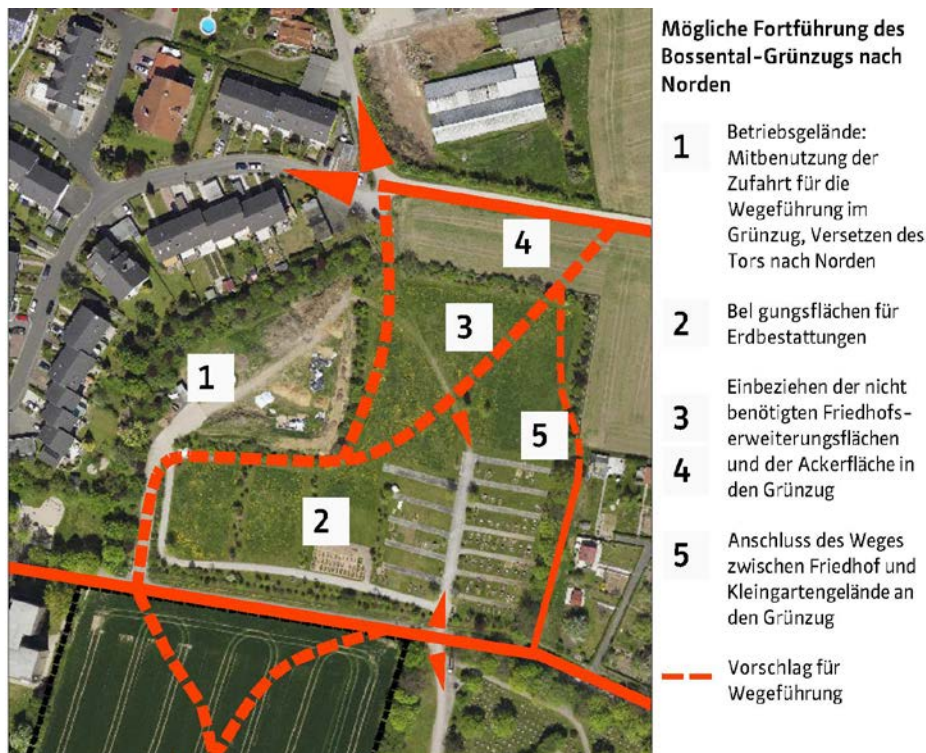 Mögliche Fortführung des
Bossental-Grünzugs nach
Norden
1
Betriebsgelände:
Mitbenutzung der
Zufahrt für die
Wegeführung im
Grünzug, Versetzen des
Tors nach Norden
2
Bel gungsflächen für
Erdbestattungen
3
4
Einbeziehen der nicht
benötigten Friedhofs-
erweiterungsflächen
und der Ackerfläche in
den Grünzug
5
Anschluss des Weges
zwischen Friedhof und
Kleingartengelände an
den Grünzug
Vorschlag für
Wegeführung
4
3
1
5
2